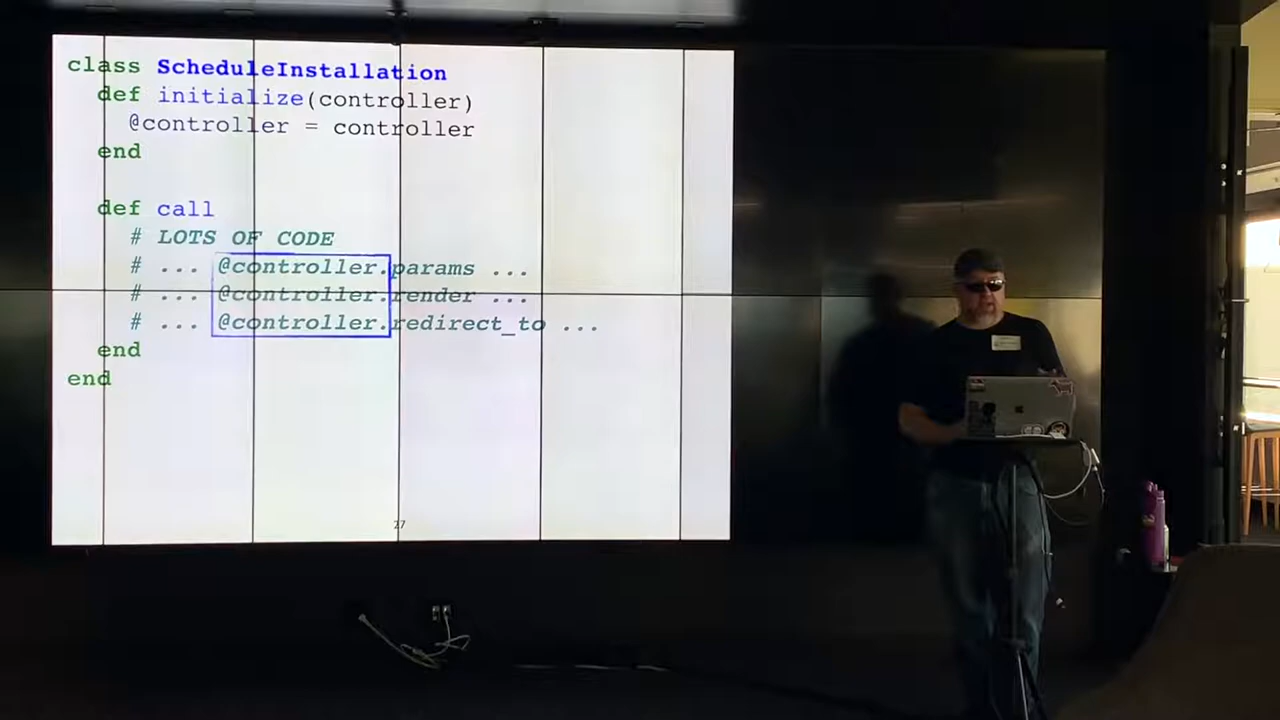 class ScheduleInstallation
def initialize(controller)
@controller = controller
end
def call
# LOTS OF CODE
# ... @controller.params ...
# ... @controller.render ...
# ... @controller.redirect_to ...
end
end
27